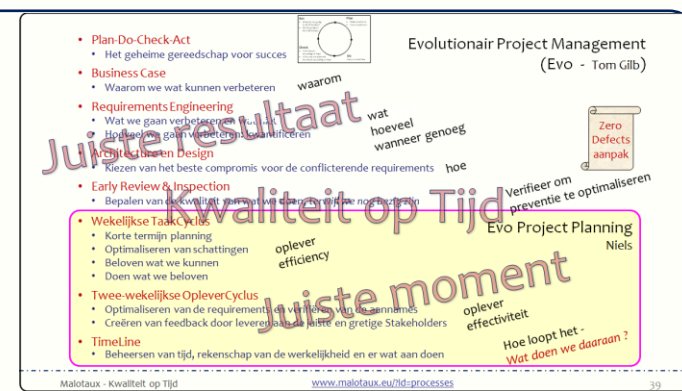 Evolutionair Project Management
(Evo - Tom Gilb)
• Plan-Do-Check-Act
• Het geheime gereedschap voor succes
• Business Case
• Waarom we wat kunnen verbeteren
waarom
• Requirements Engineering
• Wat we gaan verbeteren en
• Hoeveel we gaan verbeteren: kwantificeren
wat
hoeveel
wanneer genoeg
Architecture en Design
• Kiezen van het beste compromis voor de conflicterende requirements
hoe
• Early Review & Inspection
• Bepalen van de kwaliteit van wat we doen, terwijl we nog bezig zijn
Zero
Defects
aanpak
Verifieer om
preventie te optimaliseren
Juiste resultaat
Kwaliteit op Tijd
Juiste moment
Evo Project Planning
Niels
• Wekelijkse TaakCyclus
• Korte termijn planning
• Optimaliseren van schattingen
• Beloven wat we kunnen
• Doen wat we beloven
oplever
efficiency
• Twee-wekelijkse OpleverCyclus
• Optimaliseren van de requirements en verifiëren van de aannames
• Creëren van feedback door leveren aan de juiste en gretige Stakeholders
oplever
effectiviteit
• TimeLine
• Beheersen van tijd, rekenschap van de werkelijkheid en er wat aan doen
Hoe loopt het -
Wat doen we daaraan ?
Malotaux - Kwaliteit op Tijd
www.malotaux.eu/?id=processes
39